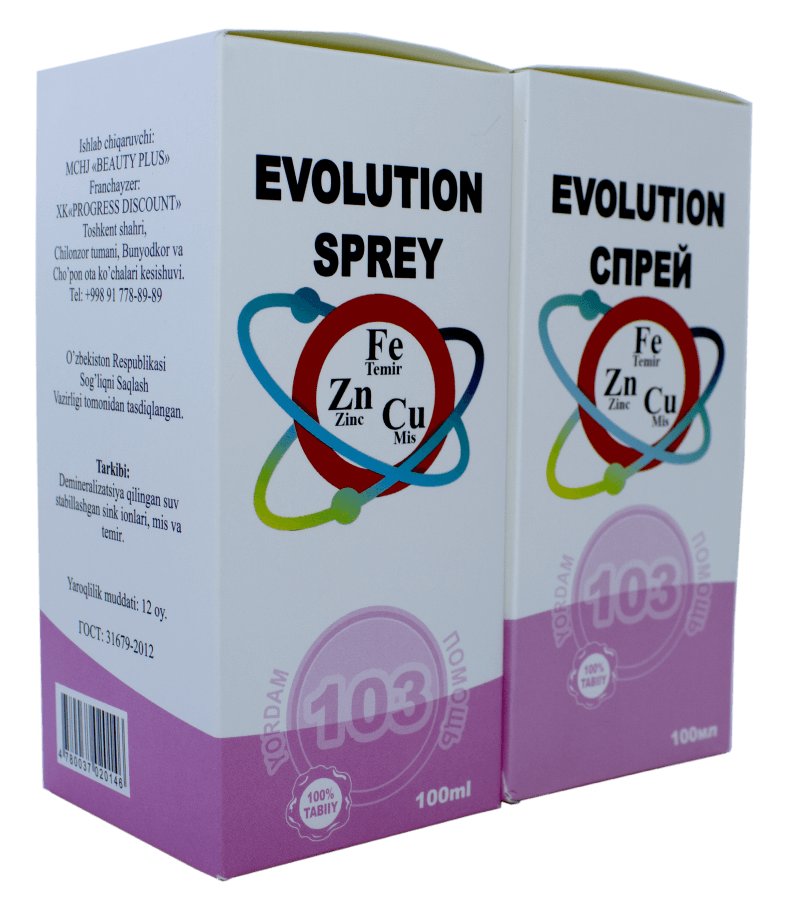 Ishlab chiqaruvchi:
MCHJ «BEAUTY PLUS»
Franchayzer:
XK«PROGRESS DISCOUNT»
Toshkent shahri,
Chilonzor tumani, Bunyodkor va
Cho'pon ota ko'chalari kesishuvi.
Tel: +998 91 778-89-89
O'zbekiston Respublikasi
Sog'liqni Saqlash
Vazirligi tomonidan tasdiqlangan.
Tarkibi:
Demineralizatsiya qilingan suv
stabillashgan sink ionlari, mis va
temir.
Yaroqlilik muddati: 12 oy.
ГОСТ: 31679-2012
4 780037 020146
EVOLUTION
SPREY
Fe
Temir
Zn
Zinc
Cu
Mis
YORDAM
103
ПОМОЩЬ
100%
TABIIY
100ml
EVOLUTION
СПРЕЙ
Fe
Temir
Zn
Zinc
Cu
Mis
YORDAM
103
ПОМОЩЬ
100%
TABIIY
100мл